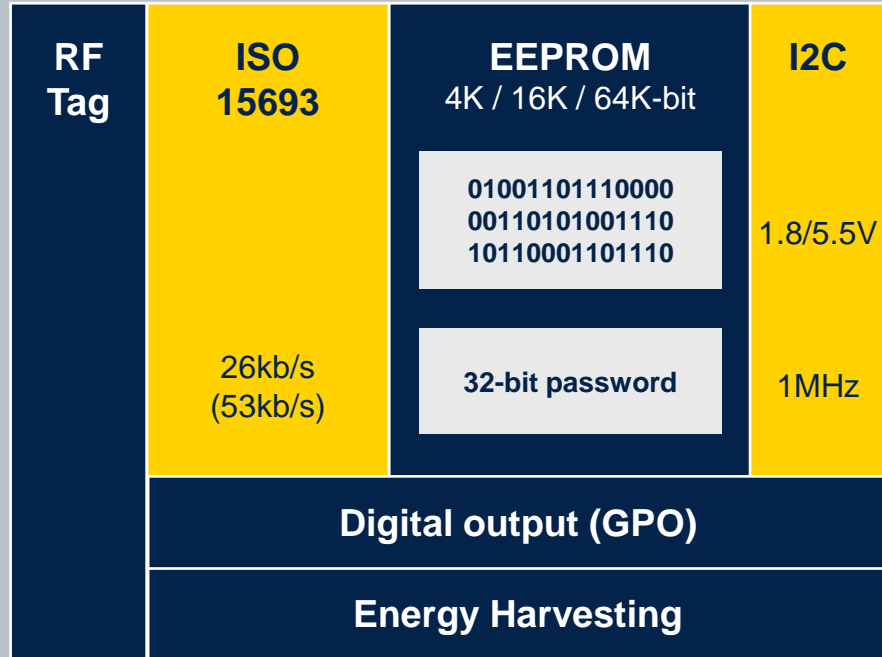 RF
Tag
ISO
15693
26kb/s
(53kb/s)
EEPROM
4K / 16K / 64K-bit
01001101110000
00110101001110
10110001101110
32-bit password
I2C
1.8/5.5V
1MHz
Digital output (GPO)
Energy Harvesting